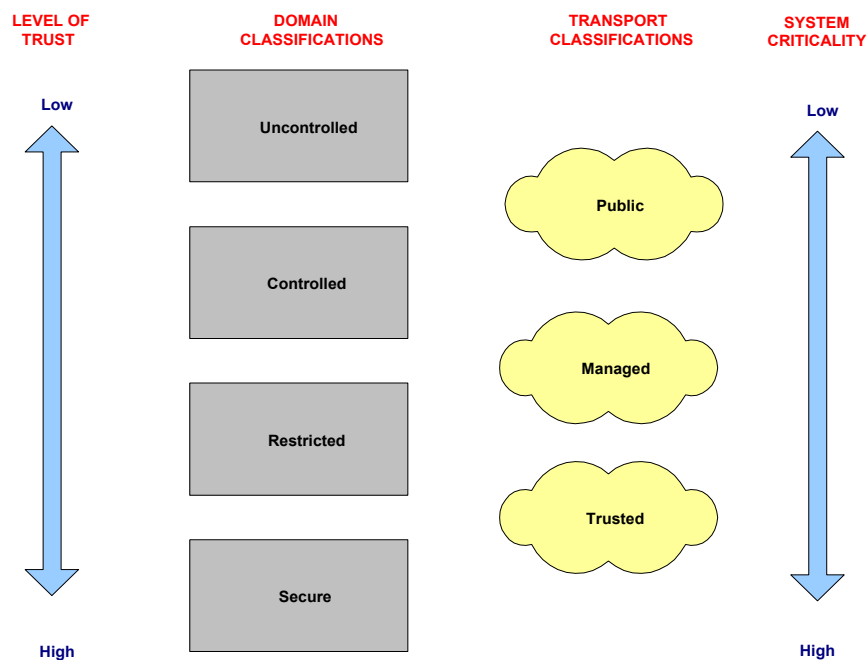 LEVEL OF
TRUST
DOMAIN
CLASSIFICATIONS
TRANSPORT
CLASSIFICATIONS
SYSTEM
CRITICALITY
Low
Low
Uncontrolled
Public
Controlled
Managed
Restricted
Trusted
Secure
High
High